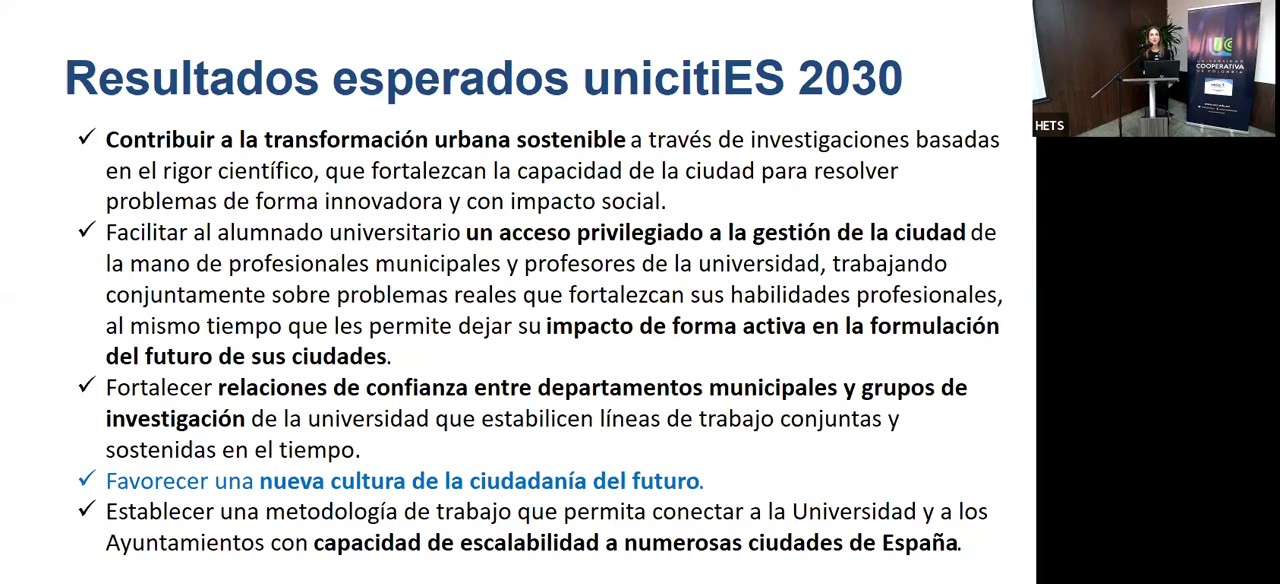 Resultados esperados unicitiES 2030
✓ Contribuir a la transformación urbana sostenible a través de investigaciones basadas
en el rigor científico, que fortalezcan la capacidad de la ciudad para resolver
problemas de forma innovadora y con impacto social.
✓ Facilitar al alumnado universitario un acceso privilegiado a la gestión de la ciudad de
la mano de profesionales municipales y profesores de la universidad, trabajando
conjuntamente sobre problemas reales que fortalezcan sus habilidades profesionales,
al mismo tiempo que les permite dejar su impacto de forma activa en la formulación
del futuro de sus ciudades.
✓ Fortalecer relaciones de confianza entre departamentos municipales y grupos de
investigación de la universidad que estabilicen líneas de trabajo conjuntas y
sostenidas en el tiempo.
✓ Favorecer una nueva cultura de la ciudadanía del futuro.
✓ Establecer una metodología de trabajo que permita conectar a la Universidad y a los
Ayuntamientos con capacidad de escalabilidad a numerosas ciudades de España.
UNIVERSIDAD
COOPERATIVA
DE COLOMBIA
HETS